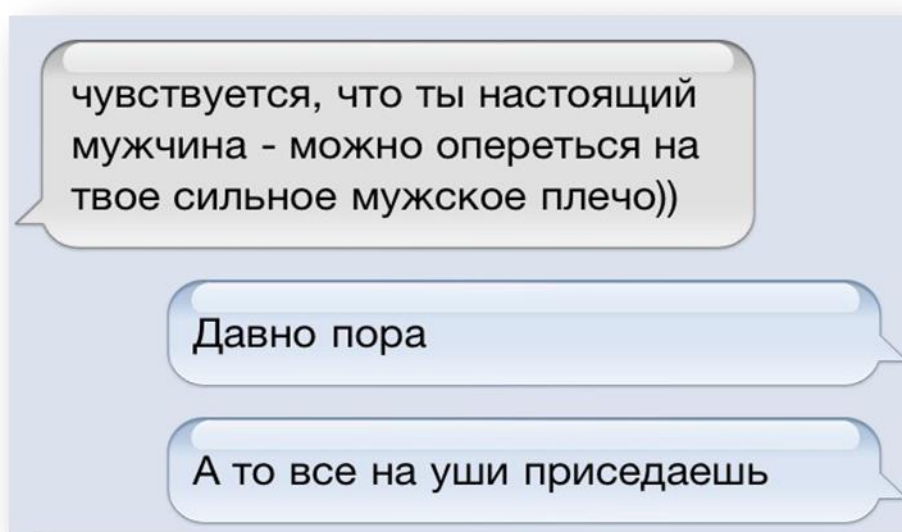 чувствуется, что ты настоящий
мужчина - можно опереться на
твое сильное мужское плечо))
Давно пора
А то все на уши приседаешь